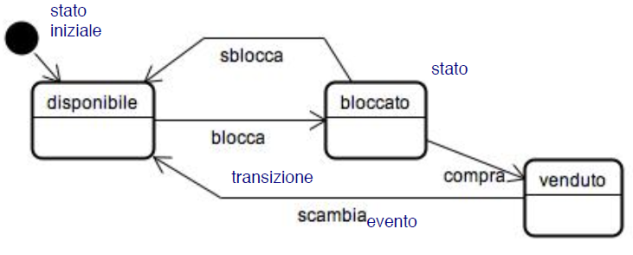 stato
iniziale
sblocca
stato
disponibile
bloccato
blocca
transizione
compra
venduto
scambia
evento